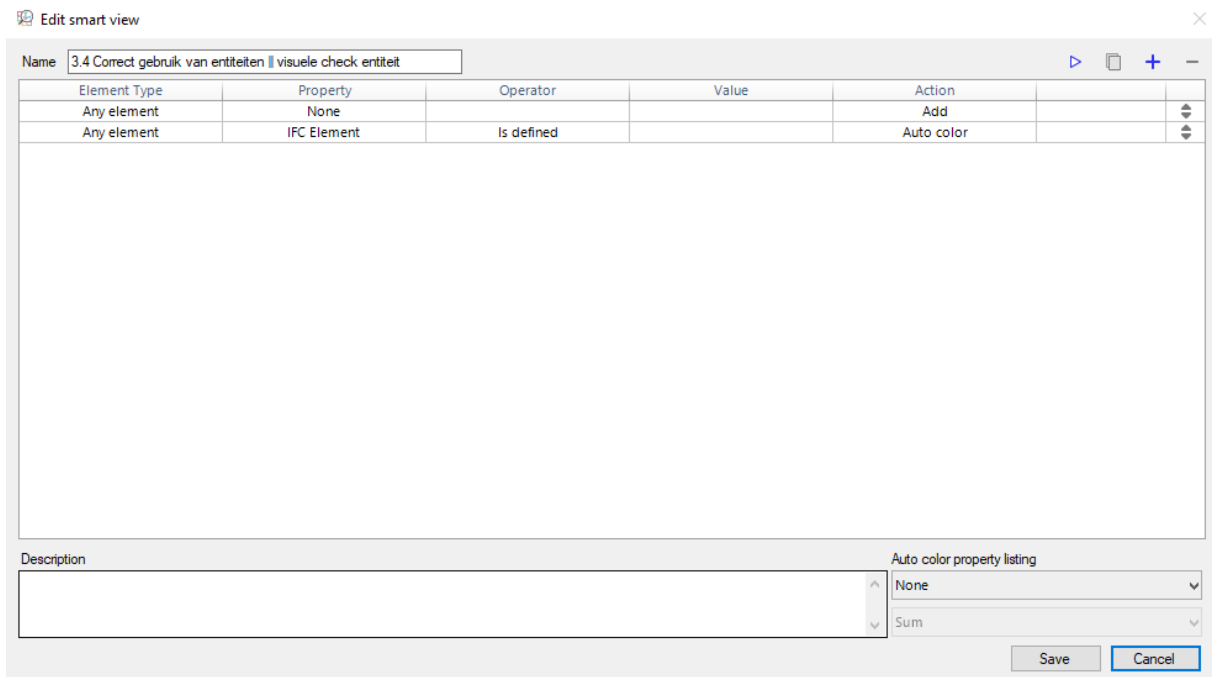 Edit smart view
Name 3.4 Correct gebruik van entiteiten || visuele check entiteit
Element Type Property Operator Value Action
Any element None Add
Any element IFC Element Is defined Auto color
Description Auto color property listing
None
Sum
Save Cancel